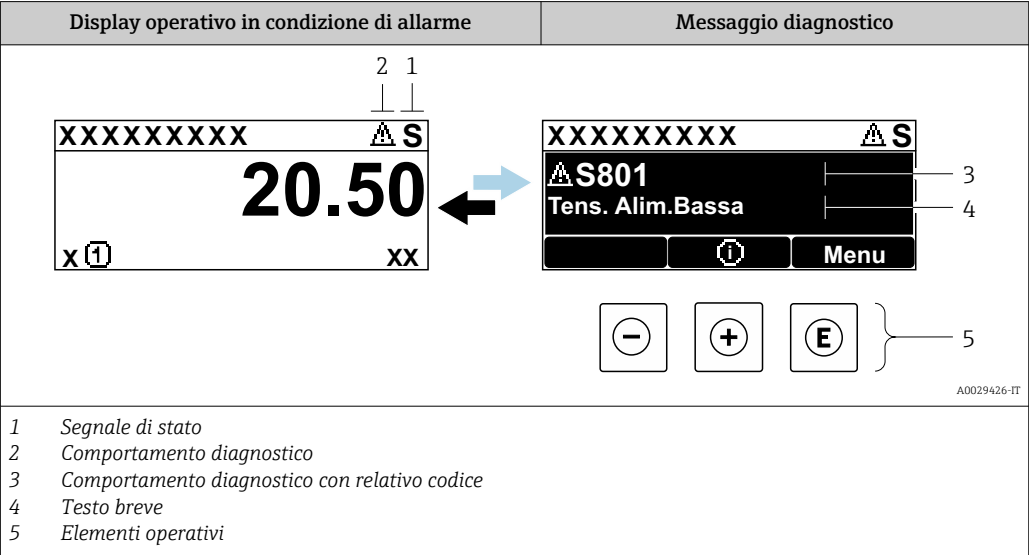 Display operativo in condizione di allarme
Messaggio diagnostico
2 1
XXXXXXXXX S
20.50
x 1 XX
XXXXXXXXX S
S801
3
Tens. Alim.Bassa
4
i Menu
− + E
5
A0029426-IT
1 Segnale di stato
2 Comportamento diagnostico
3 Comportamento diagnostico con relativo codice
4 Testo breve
5 Elementi operativi